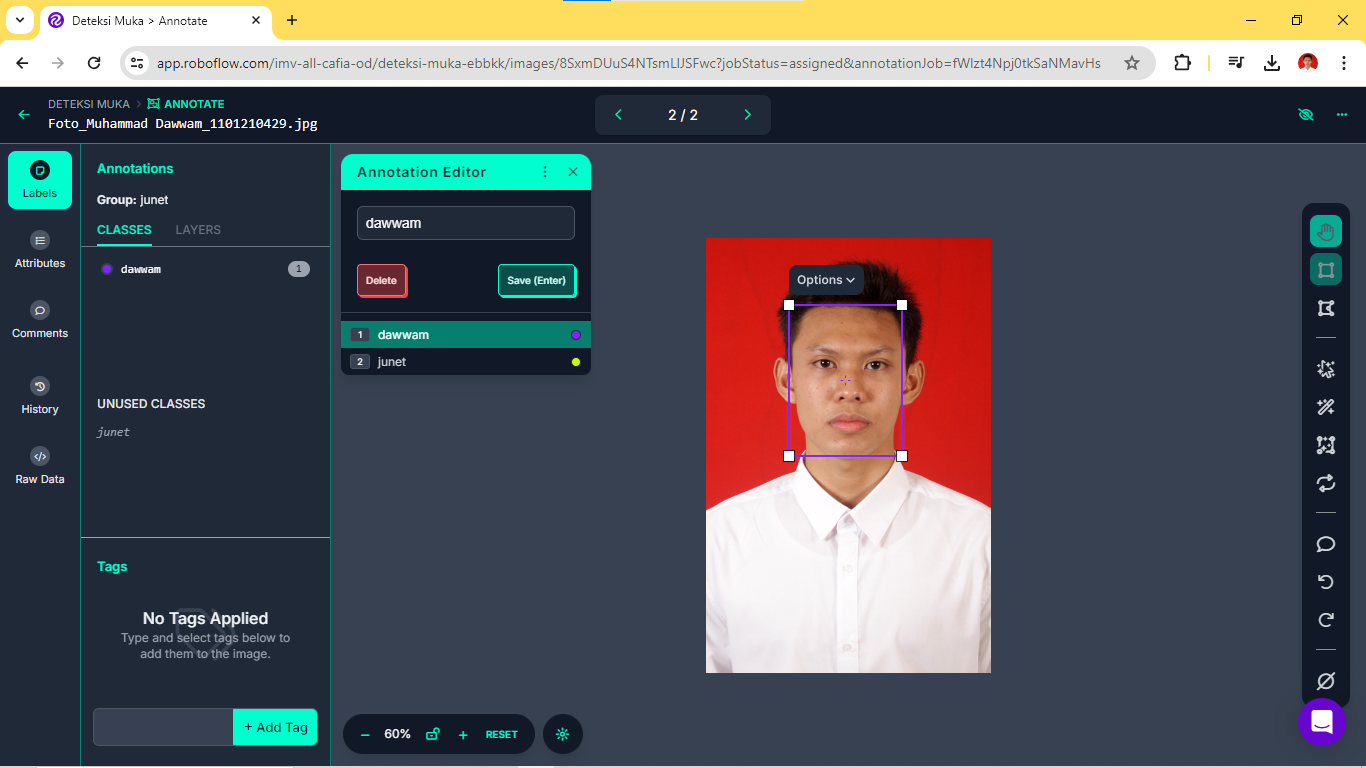 Deteksi Muka > Annotate
app.roboflow.com/imv-all-cafia-od/deteksi-muka-ebbkk/images/8SxmDUuS4NTsmLlJSFwc?jobStatus=assigned&annotationJob=fWlzt4Npj0tkSaNMavHs
DETEKSI MUKA > ANNOTATE
Foto_Muhammad Dawwam_1101210429.jpg
2 / 2
Labels
Attributes
Comments
History
Raw Data
Annotations
Group: junet
CLASSES LAYERS
dawwam 1
UNUSED CLASSES
junet
Tags
No Tags Applied
Type and select tags below to
add them to the image.
+ Add Tag
Annotation Editor
dawwam
Delete Save (Enter)
1 dawwam
2 junet
Options
− 60% + RESET